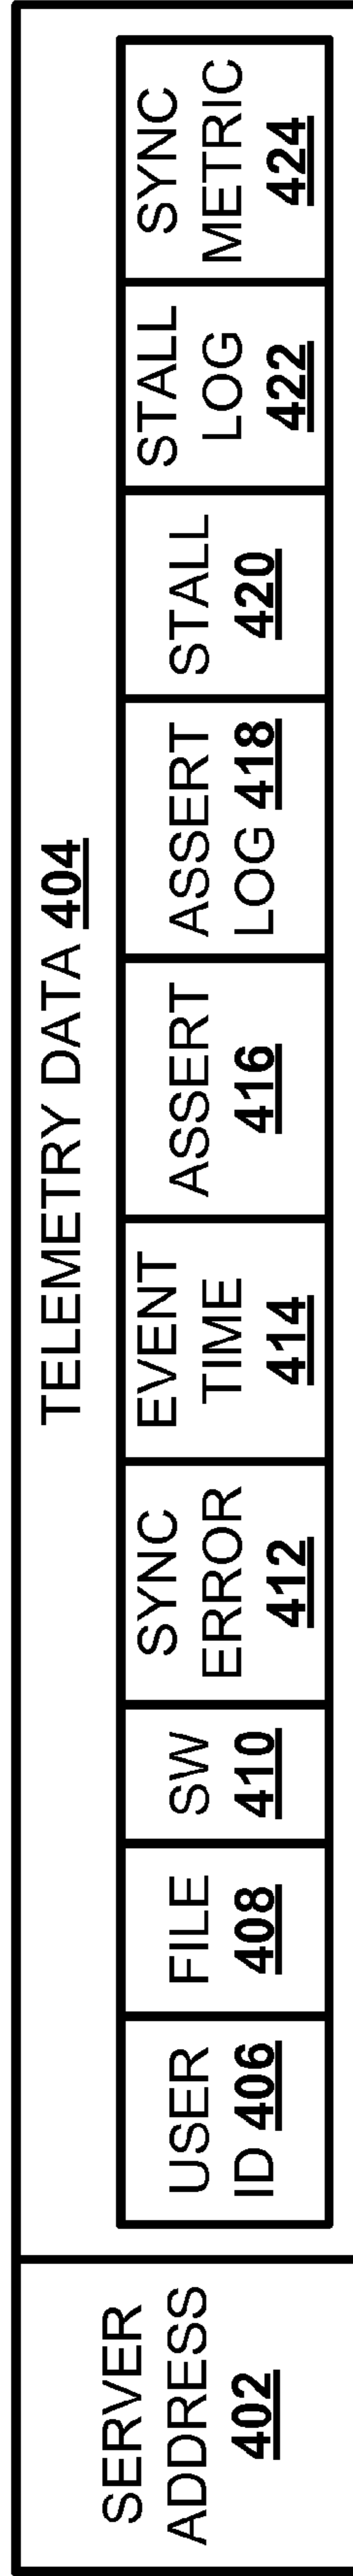 SERVER
ADDRESS
402
TELEMETRY DATA 404
USER
ID 406
FILE
408
SW
410
SYNC
ERROR
412
EVENT
TIME
414
ASSERT
416
ASSERT
LOG 418
STALL
420
STALL
LOG
422
SYNC
METRIC
424